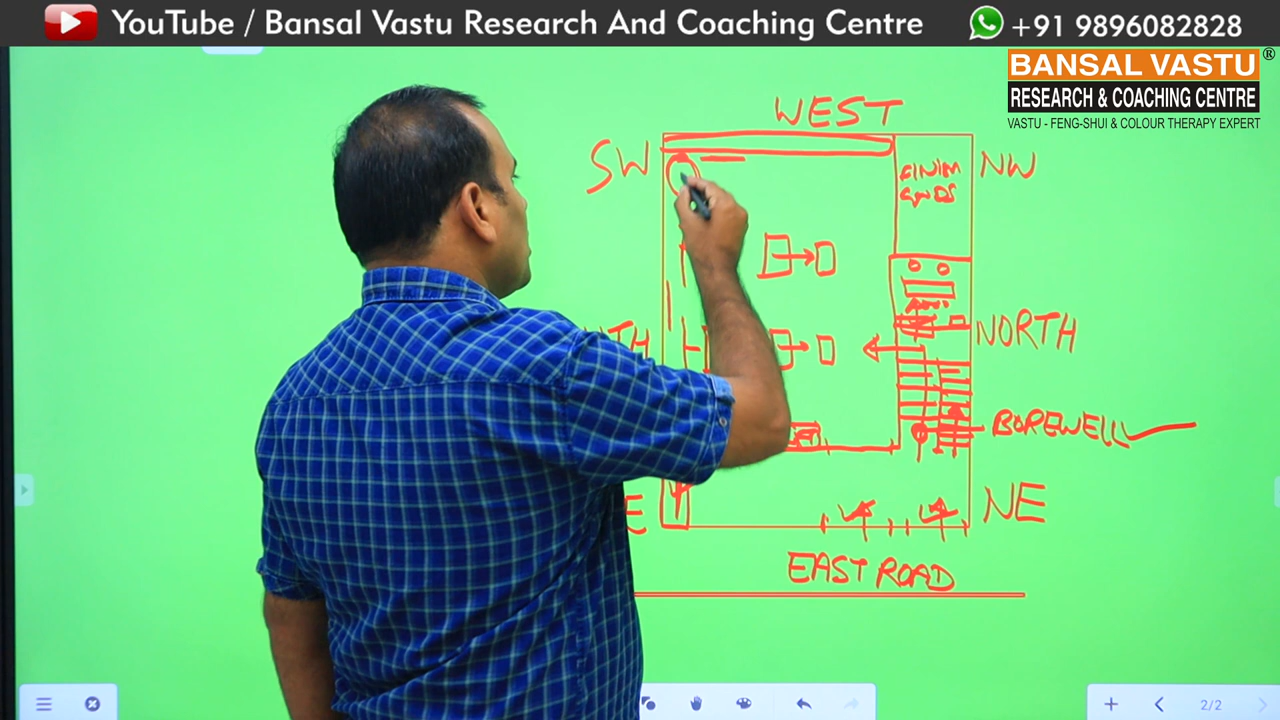 YouTube / Bansal Vastu Research And Coaching Centre
+91 9896082828
BANSAL VASTU®
RESEARCH & COACHING CENTRE
VASTU - FENG-SHUI & COLOUR THERAPY EXPERT
WEST
SW
NW
NORTH
BOREWELL
NE
EAST ROAD
2/2